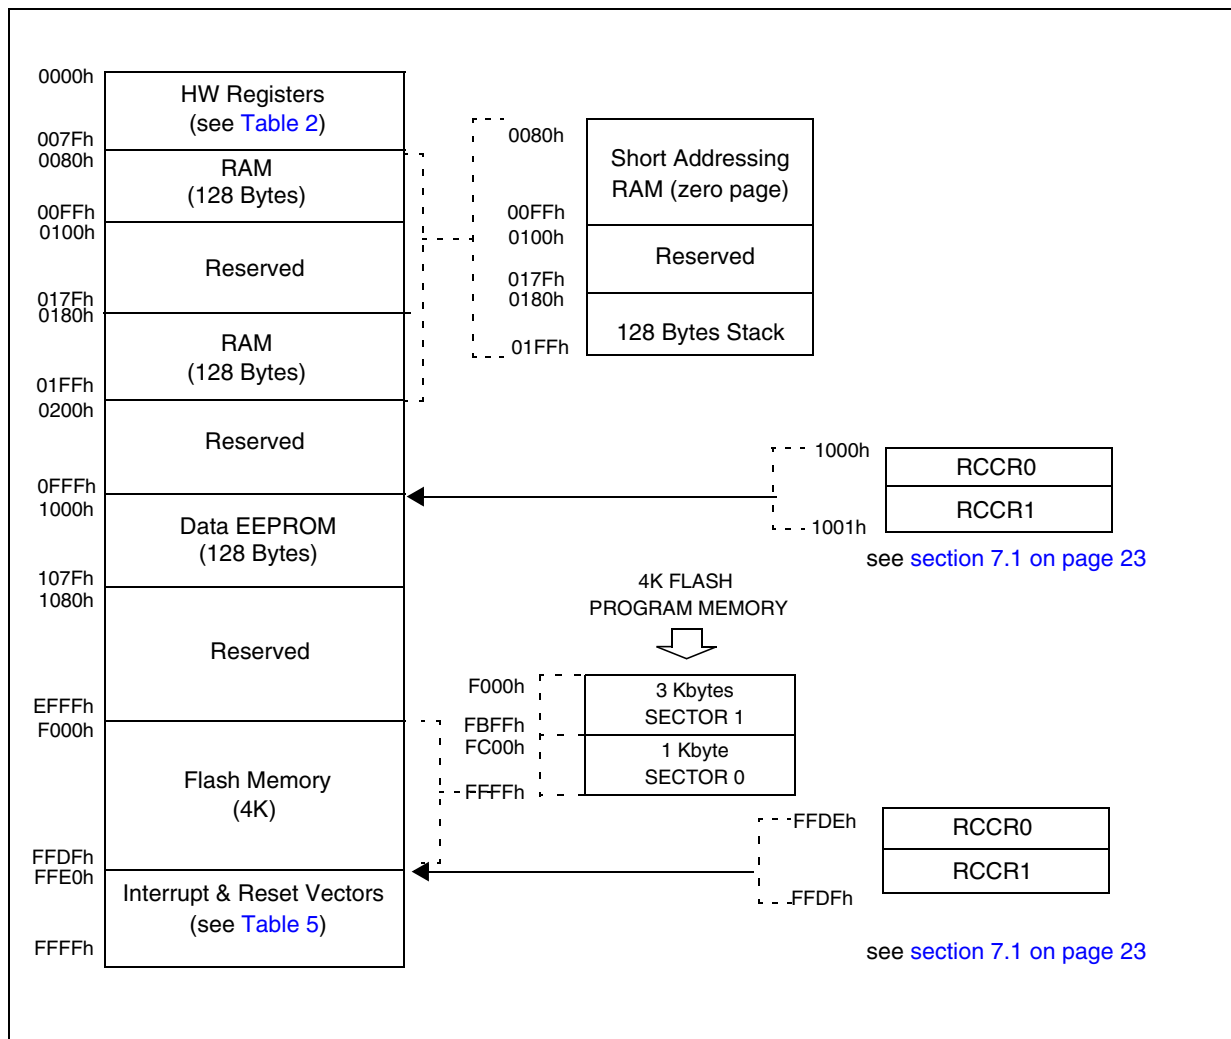 0000h
HW Registers
(see Table 2)
007Fh
0080h
RAM
(128 Bytes)
00FFh
0100h
Reserved
017Fh
0180h
RAM
(128 Bytes)
01FFh
0200h
Reserved
0FFFh
1000h
Data EEPROM
(128 Bytes)
107Fh
1080h
Reserved
EFFFh
F000h
Flash Memory
(4K)
FFDFh
FFE0h
Interrupt & Reset Vectors
(see Table 5)
FFFFh
0080h
Short Addressing
RAM (zero page)
00FFh
0100h
Reserved
017Fh
0180h
128 Bytes Stack
01FFh
1000h
RCCR0
RCCR1
1001h
see section 7.1 on page 23
4K FLASH
PROGRAM MEMORY
F000h
3 Kbytes
SECTOR 1
FBFFh
FC00h
1 Kbyte
SECTOR 0
FFFFh
FFDEh
RCCR0
RCCR1
FFDFh
see section 7.1 on page 23